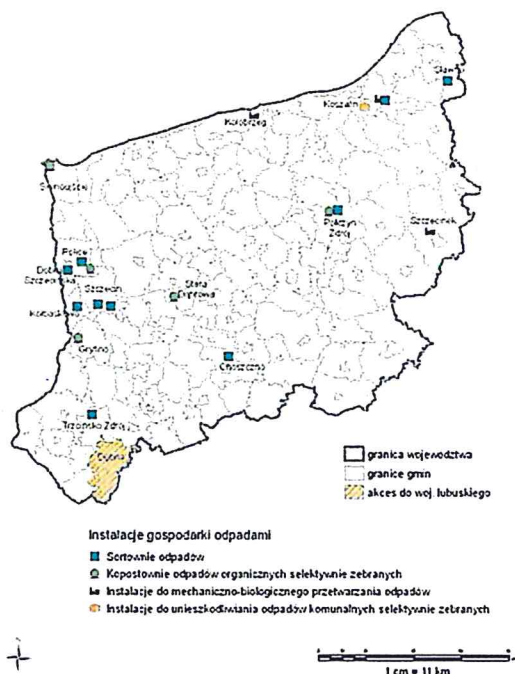 Sławno
Koszalin
Kołobrzeg
Świnoujście
Połczyn
Zdrój
Szczecinek
Police
Dobra
Szczecińska
Szczecin
Stara
Dąbrowa
Kołbaskowo
Gryfino
Choszczno
Trzcińsko Zdrój
Dębno
granica województwa
granice gmin
akces do woj. lubuskiego
Instalacje gospodarki odpadami
Sortownie odpadów
Kopostownie odpadów organicznych selektywnie zebranych
Instalacje do mechaniczno-biologicznego przetwarzania odpadów
Instalacje do unieszkodliwiania odpadów komunalnych selektywnie zebranych
1 cm = 11 km